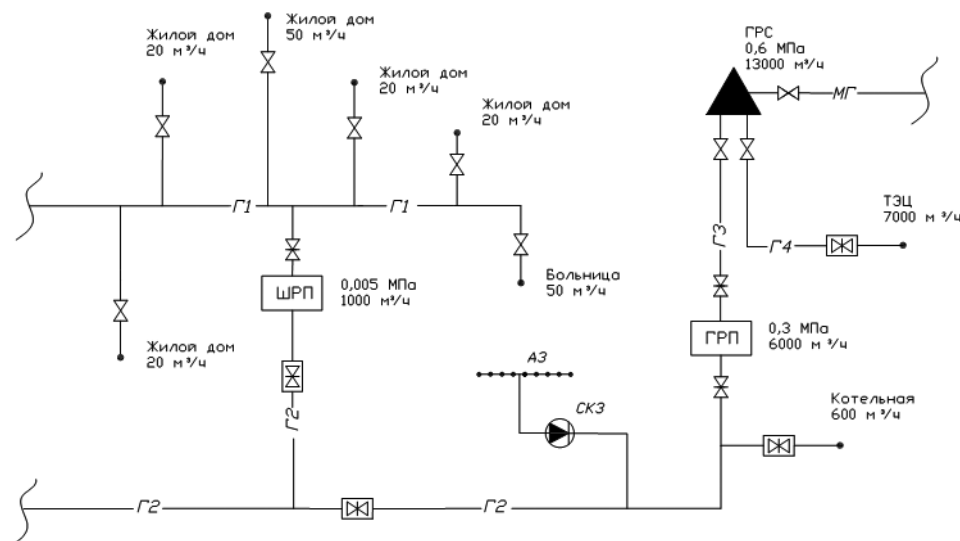 Жилой дом
50 м³/ч
Жилой дом
20 м³/ч
Жилой дом
20 м³/ч
Жилой дом
20 м³/ч
ГРС
0,6 МПа
13000 м³/ч
МГ
Г1
Г1
ТЭЦ
7000 м³/ч
Г3
Г4
ШРП
0,005 МПа
1000 м³/ч
Больница
50 м³/ч
ГРП
0,3 МПа
6000 м³/ч
Жилой дом
20 м³/ч
АЗ
СКЗ
Г2
Котельная
600 м³/ч
Г2
Г2